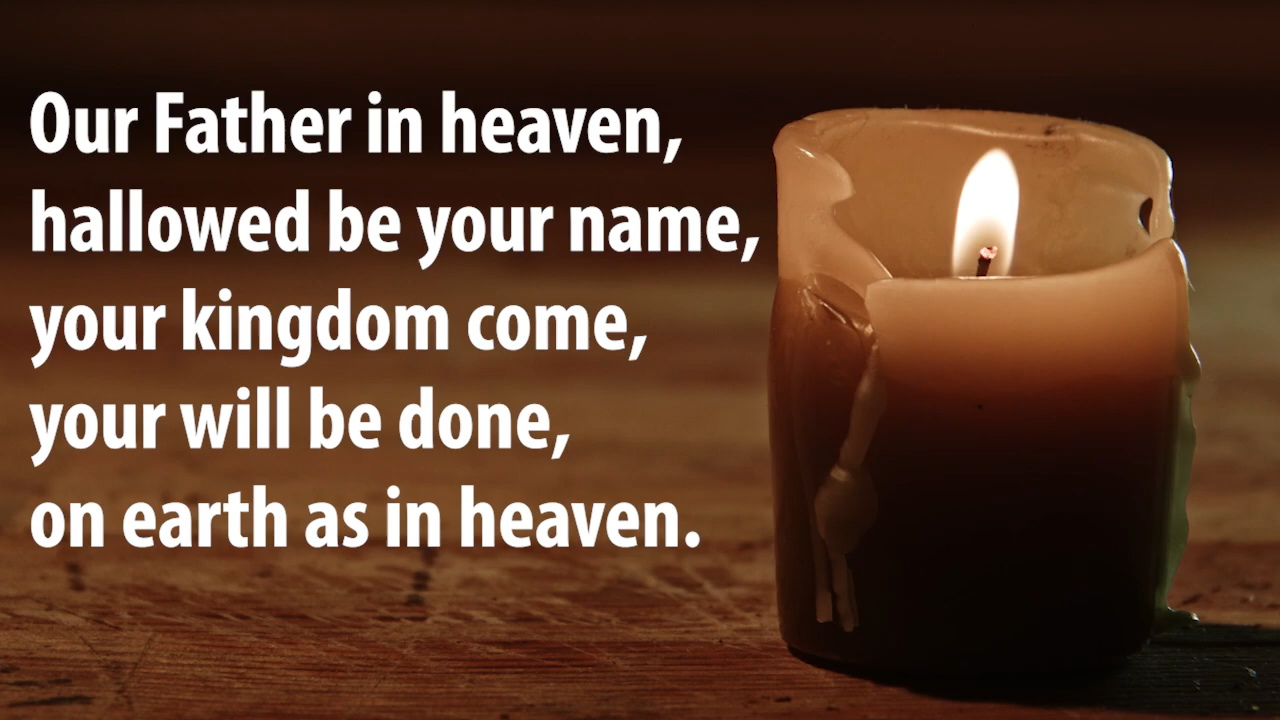 Our Father in heaven,
hallowed be your name,
your kingdom come,
your will be done,
on earth as in heaven.